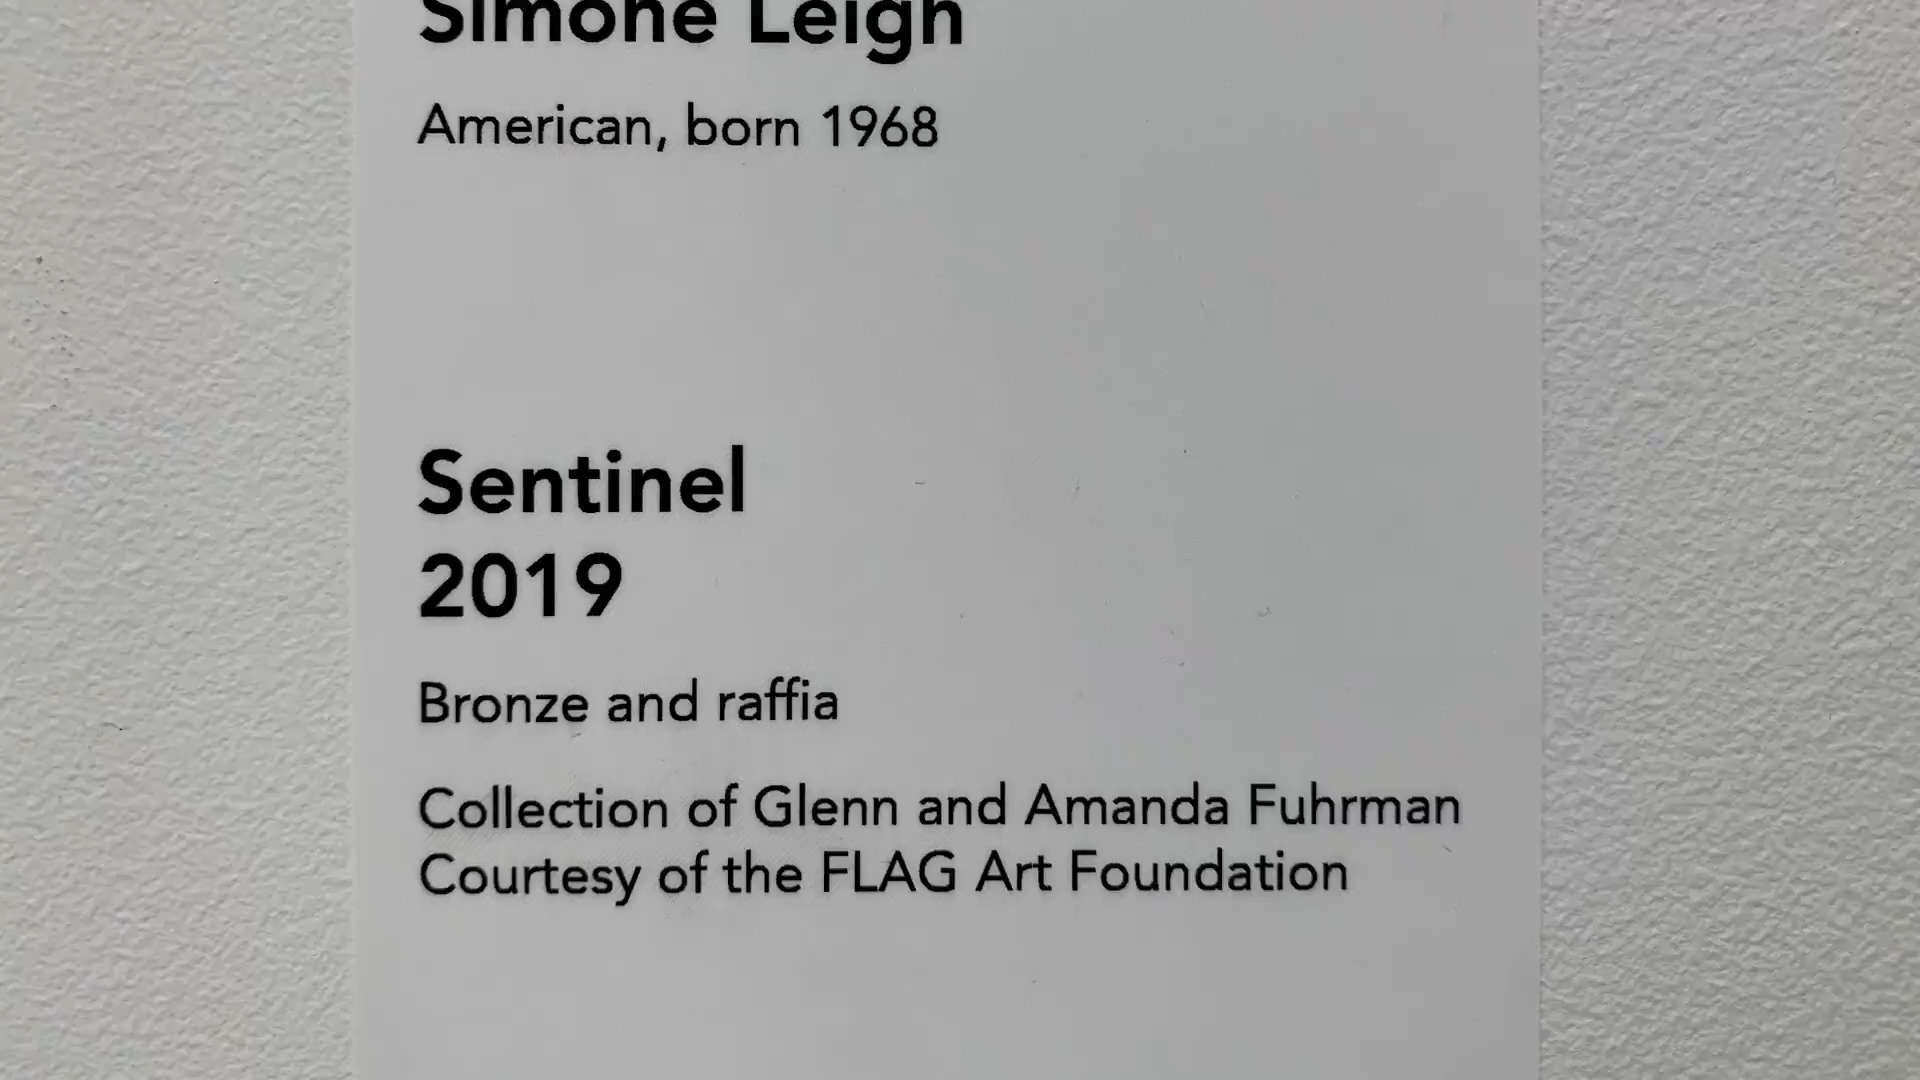 Simone Leigh
American, born 1968
Sentinel
2019
Bronze and raffia
Collection of Glenn and Amanda Fuhrman
Courtesy of the FLAG Art Foundation